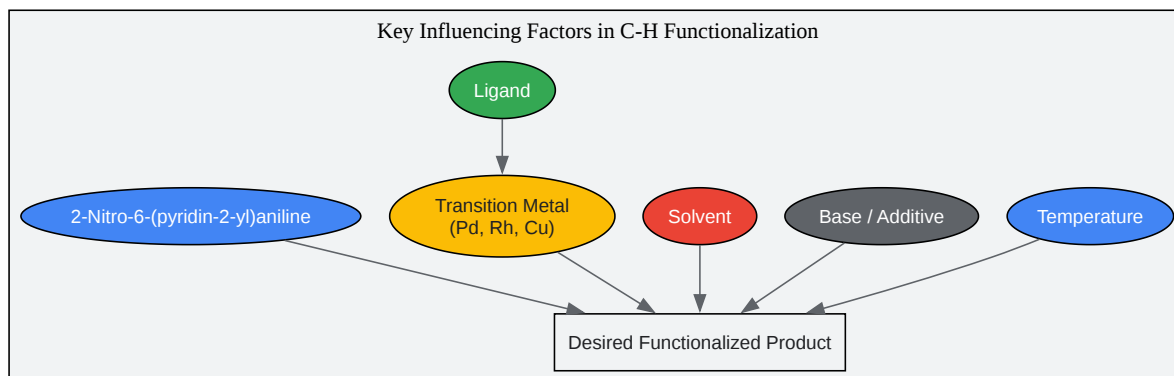 Key Influencing Factors in C-H Functionalization
Ligand
2-Nitro-6-(pyridin-2-yl)aniline
Transition Metal
(Pd, Rh, Cu)
Solvent
Base / Additive
Temperature
Desired Functionalized Product